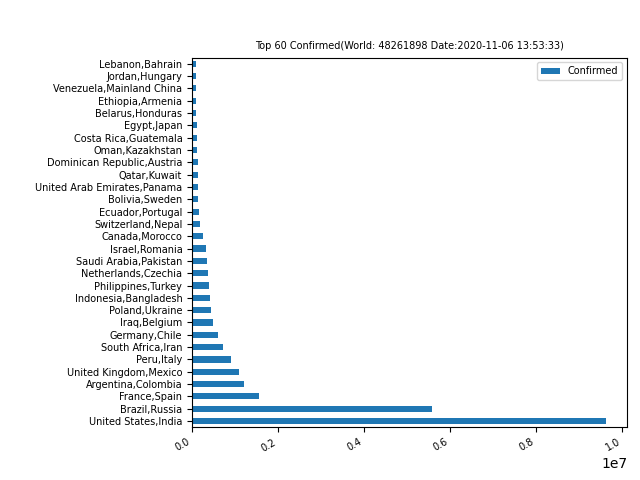 Top 60 Confirmed(World: 48261898 Date:2020-11-06 13:53:33)
Confirmed
Lebanon,Bahrain
Jordan,Hungary
Venezuela,Mainland China
Ethiopia,Armenia
Belarus,Honduras
Egypt,Japan
Costa Rica,Guatemala
Oman,Kazakhstan
Dominican Republic,Austria
Qatar,Kuwait
United Arab Emirates,Panama
Bolivia,Sweden
Ecuador,Portugal
Switzerland,Nepal
Canada,Morocco
Israel,Romania
Saudi Arabia,Pakistan
Netherlands,Czechia
Philippines,Turkey
Indonesia,Bangladesh
Poland,Ukraine
Iraq,Belgium
Germany,Chile
South Africa,Iran
Peru,Italy
United Kingdom,Mexico
Argentina,Colombia
France,Spain
Brazil,Russia
United States,India
0.0 0.2 0.4 0.6 0.8 1.0
1e7